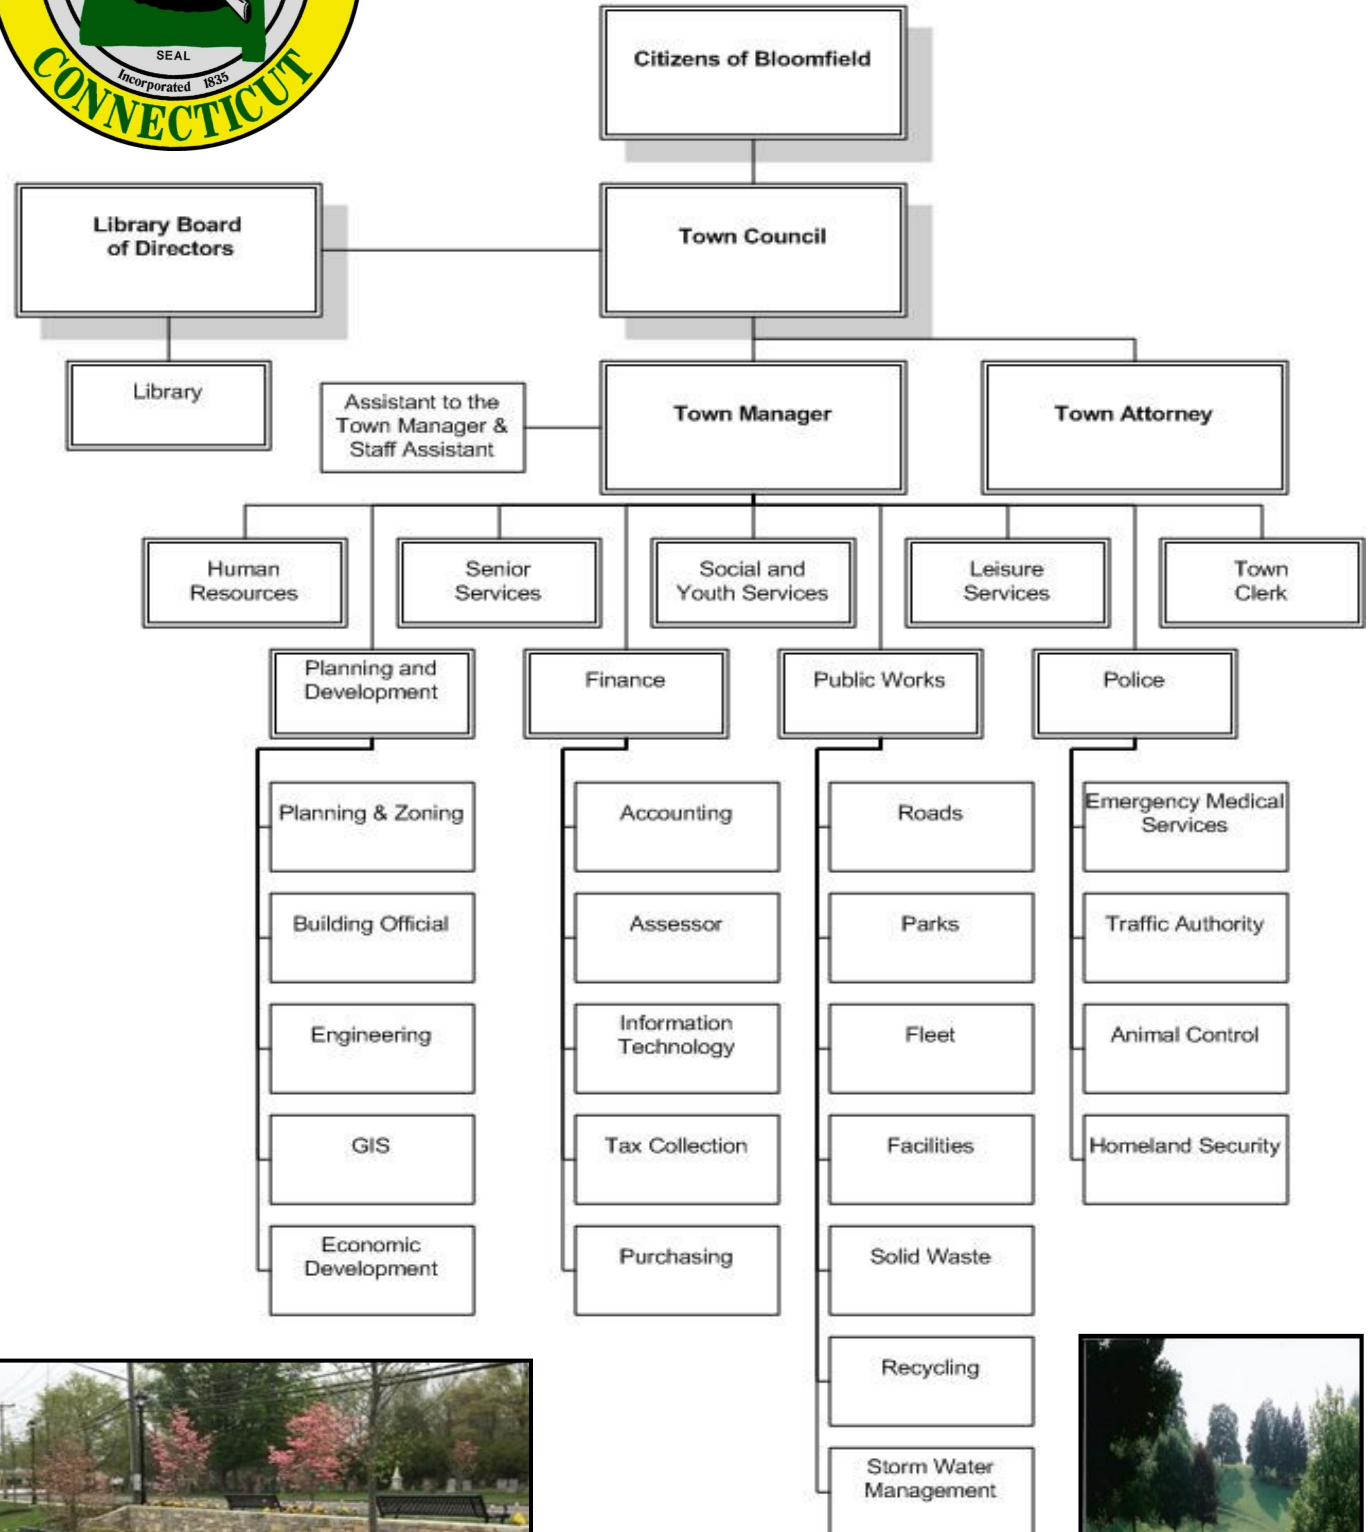 SEAL
Incorporated 1835
CONNECTICUT
Citizens of Bloomfield
Library Board
of Directors
Town Council
Library
Assistant to the
Town Manager &
Staff Assistant
Town Manager
Town Attorney
Human
Resources
Senior
Services
Social and
Youth Services
Leisure
Services
Town
Clerk
Planning and
Development
Finance
Public Works
Police
Planning & Zoning
Accounting
Roads
Emergency Medical
Services
Building Official
Assessor
Parks
Traffic Authority
Engineering
Information
Technology
Fleet
Animal Control
GIS
Tax Collection
Facilities
Homeland Security
Economic
Development
Purchasing
Solid Waste
Recycling
Storm Water
Management